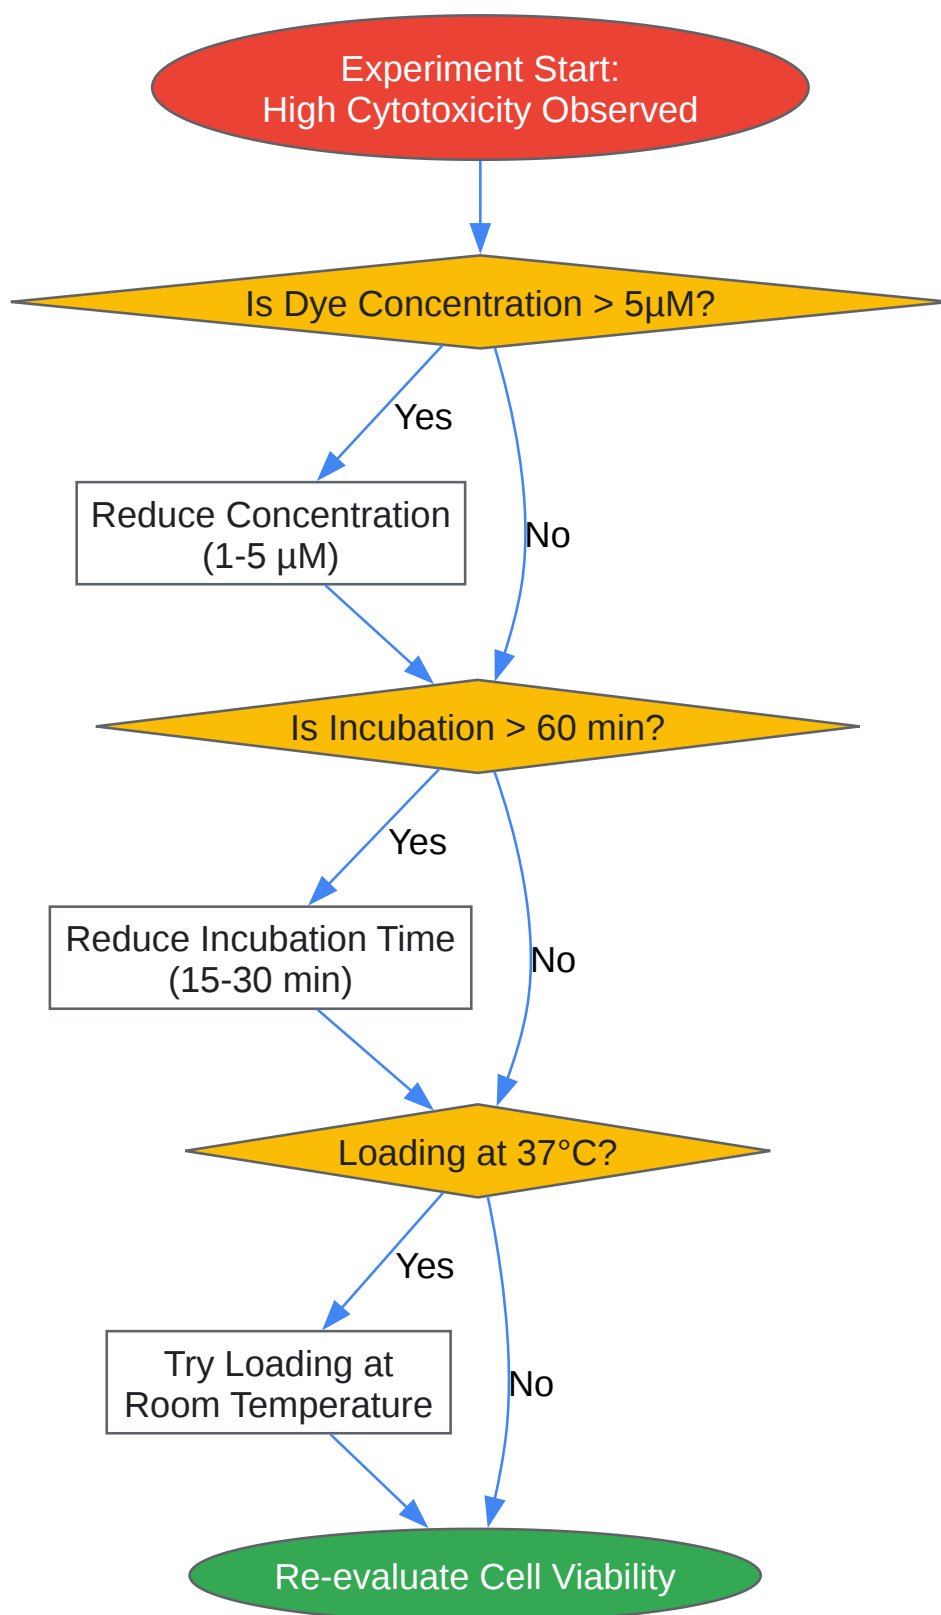 Experiment Start:
High Cytotoxicity Observed
Is Dye Concentration > 5µM?
Yes
Reduce Concentration
(1-5 µM)
No
Is Incubation > 60 min?
Yes
Reduce Incubation Time
(15-30 min)
No
Loading at 37°C?
Yes
Try Loading at
Room Temperature
No
Re-evaluate Cell Viability